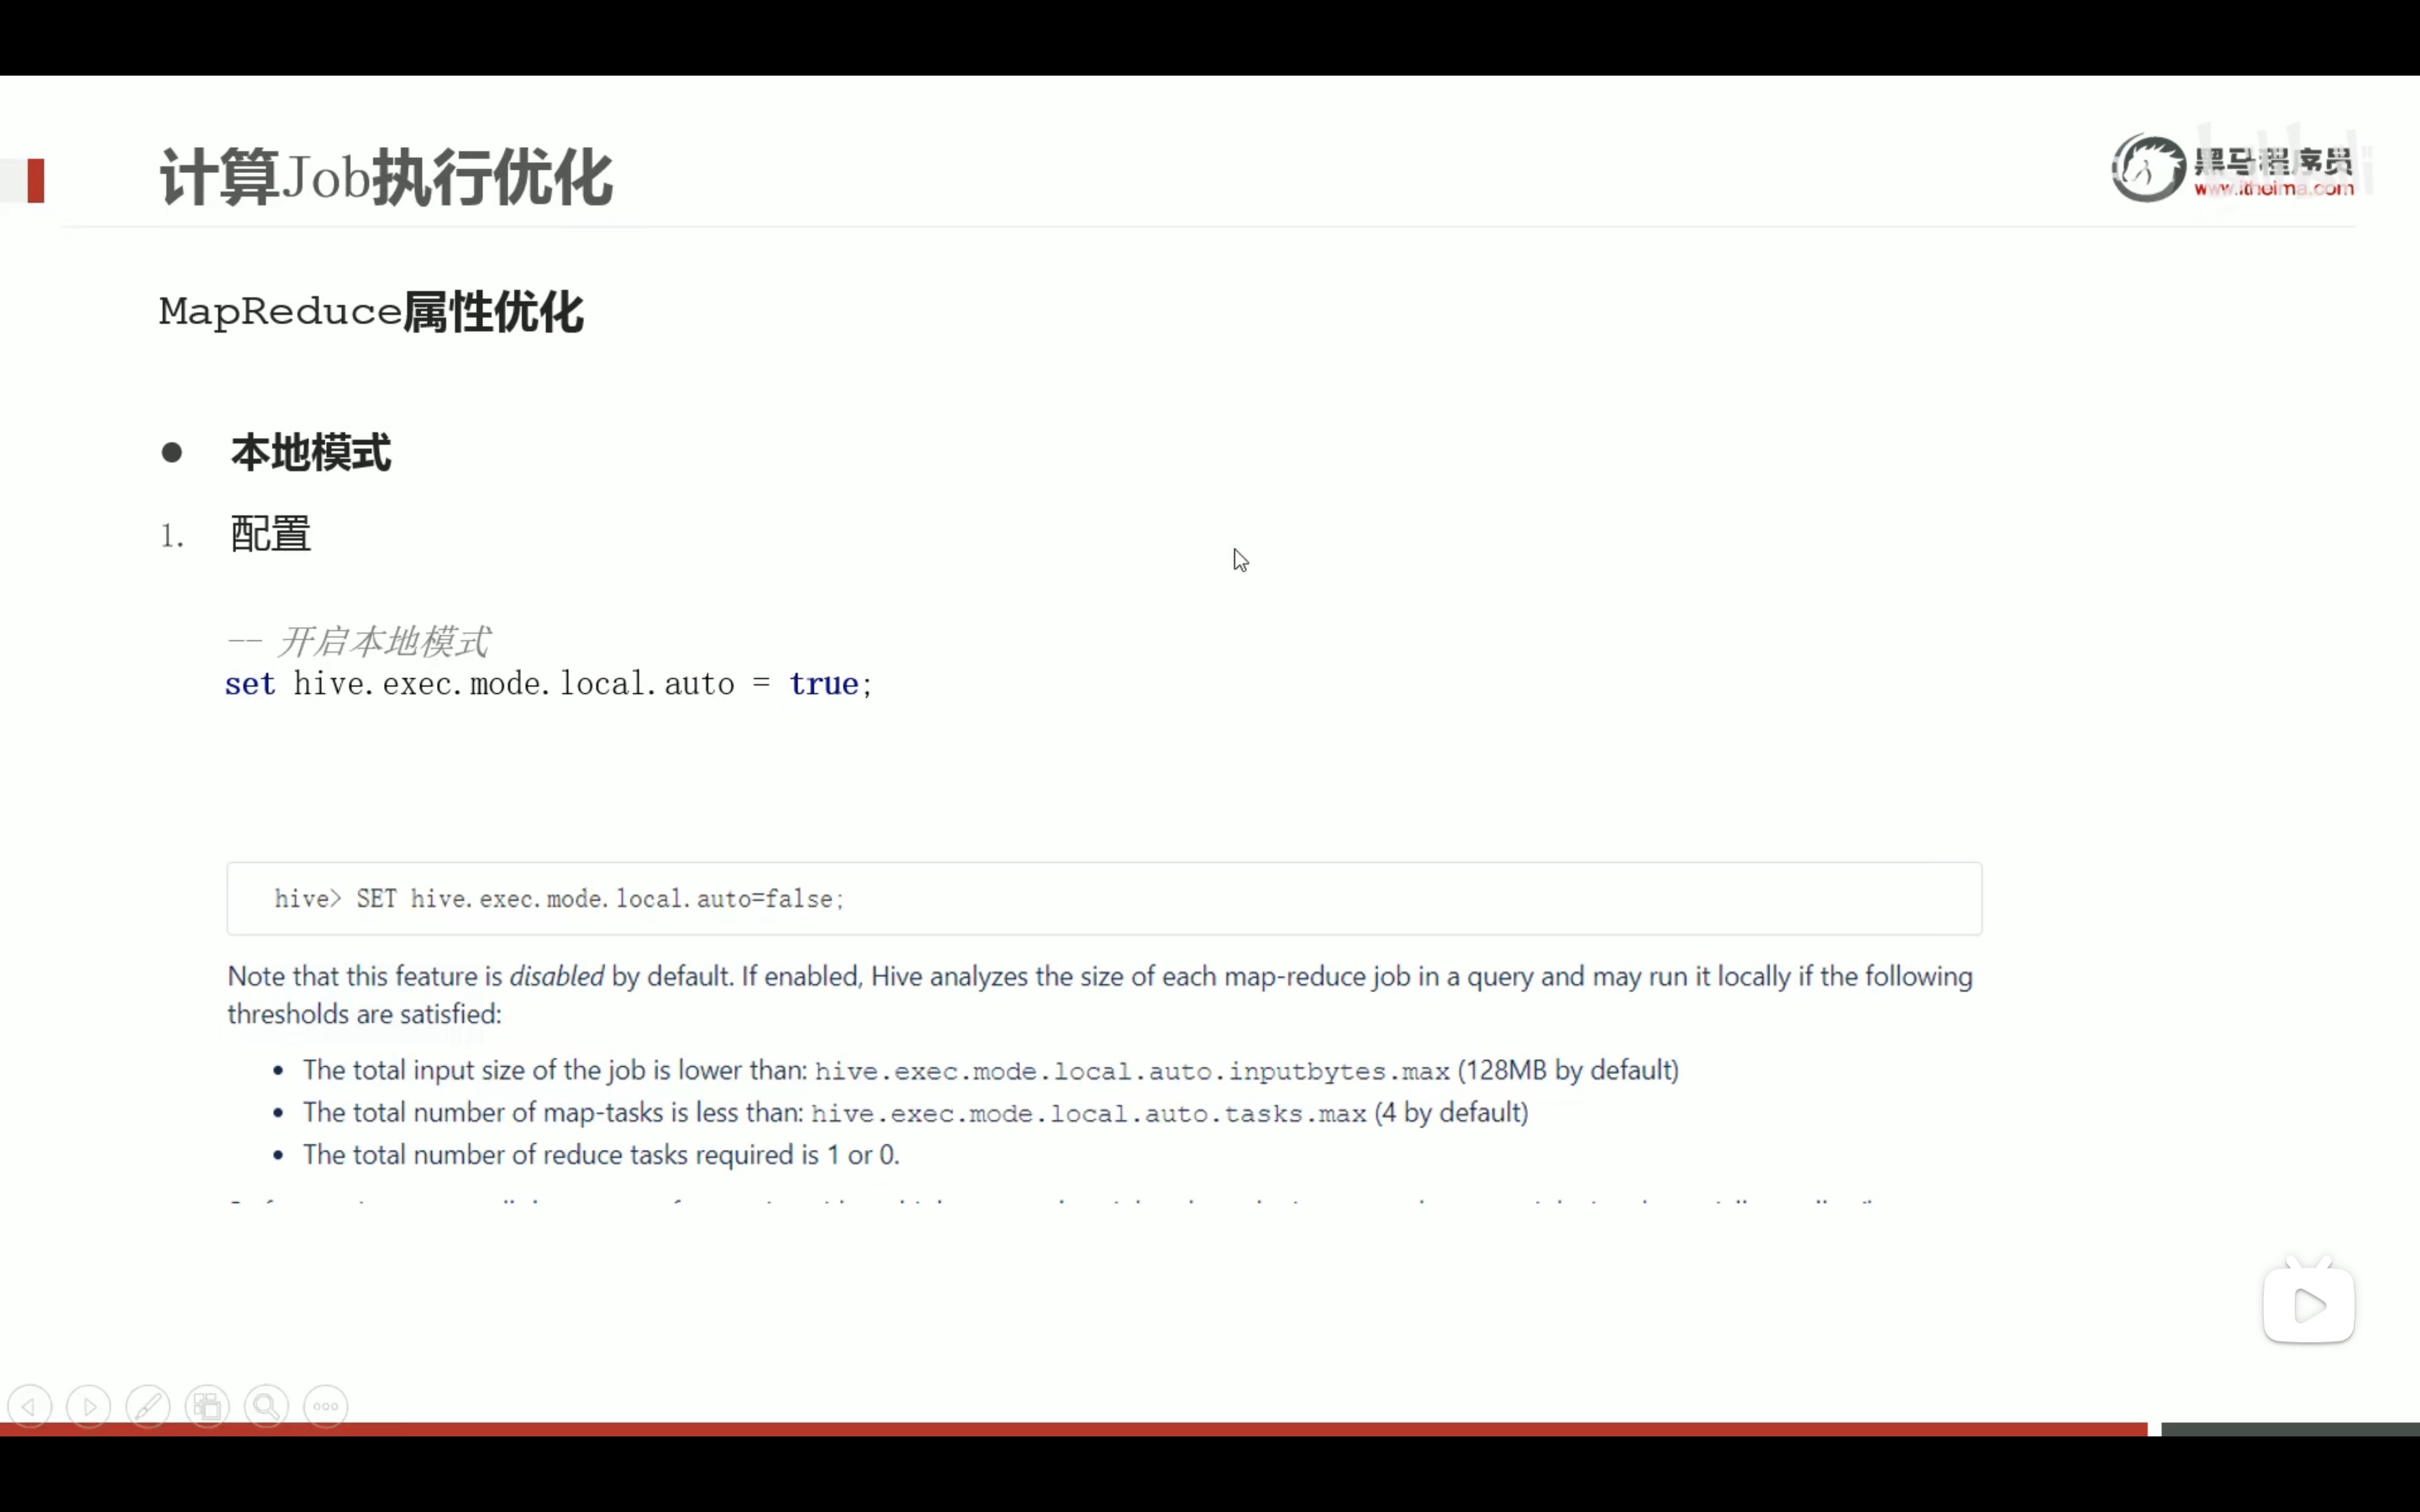 计算Job执行优化
黑马程序员
www.itheima.com
MapReduce属性优化
● 本地模式
1. 配置
-- 开启本地模式
set hive.exec.mode.local.auto = true;
hive> SET hive.exec.mode.local.auto=false;
Note that this feature is disabled by default. If enabled, Hive analyzes the size of each map-reduce job in a query and may run it locally if the following
thresholds are satisfied:
• The total input size of the job is lower than: hive.exec.mode.local.auto.inputbytes.max (128MB by default)
• The total number of map-tasks is less than: hive.exec.mode.local.auto.tasks.max (4 by default)
• The total number of reduce tasks required is 1 or 0.